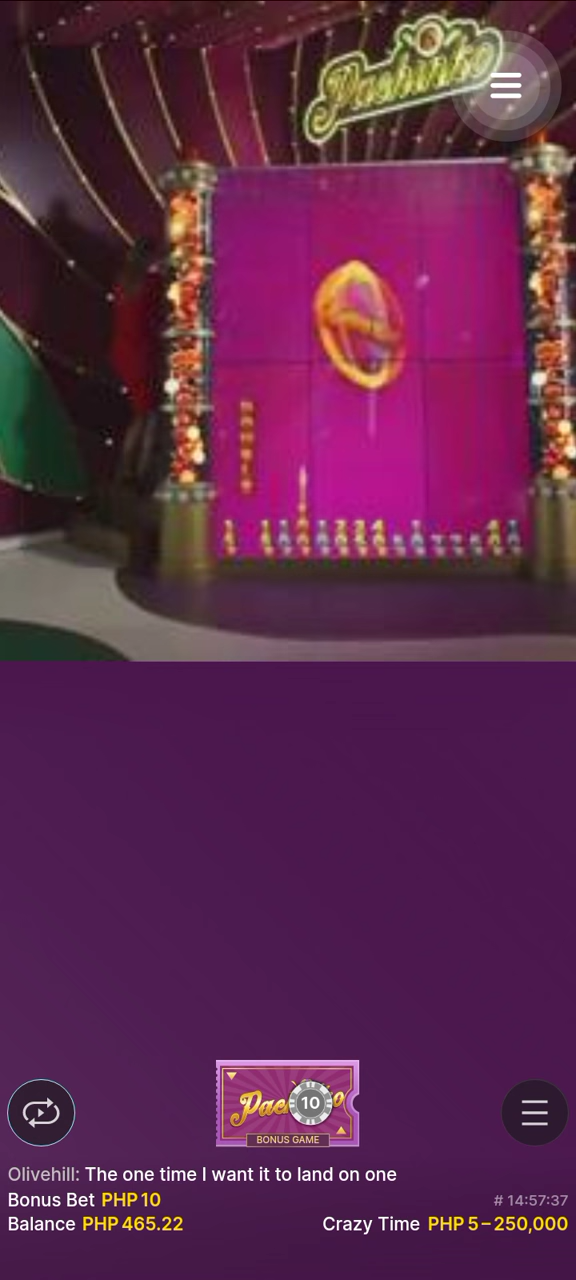 Pachinko
10
BONUS GAME
Olivehill: The one time I want it to land on one
Bonus Bet PHP 10
# 14:57:37
Balance PHP 465.22
Crazy Time PHP 5 – 250,000